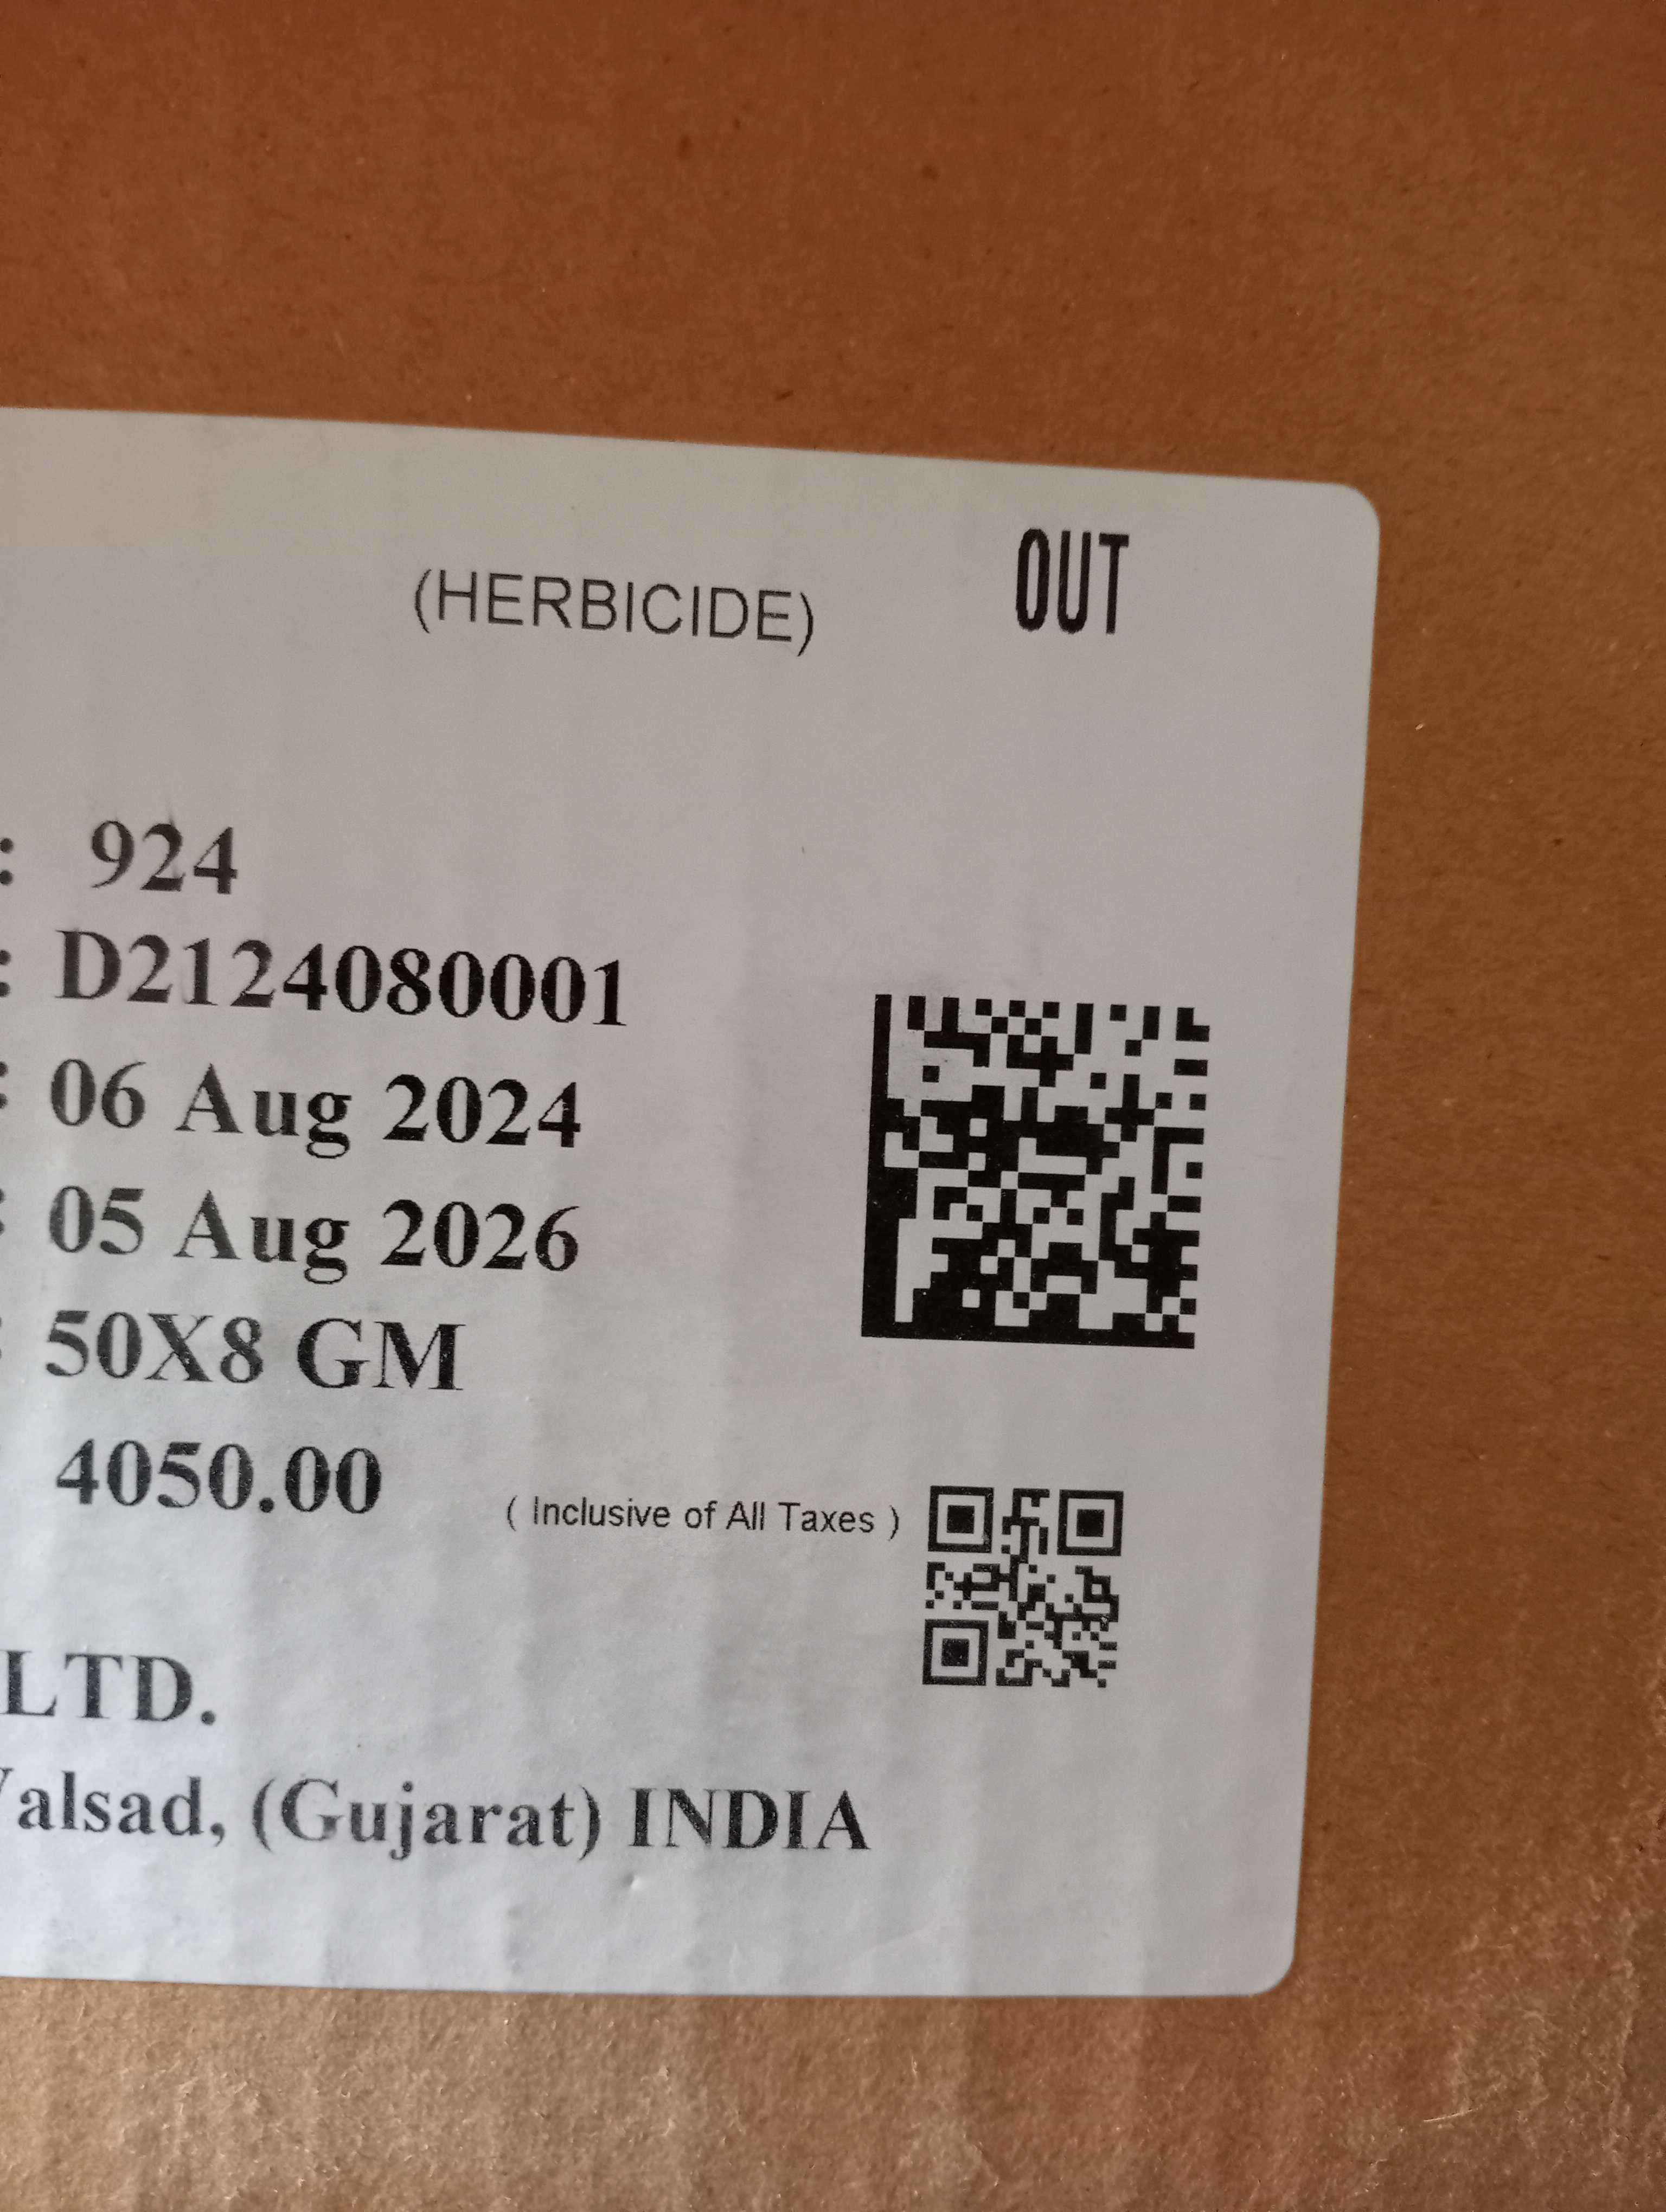 (HERBICIDE) OUT
: 924
: D2124080001
: 06 Aug 2024
: 05 Aug 2026
: 50X8 GM
4050.00 ( Inclusive of All Taxes )
LTD.
alsad, (Gujarat) INDIA